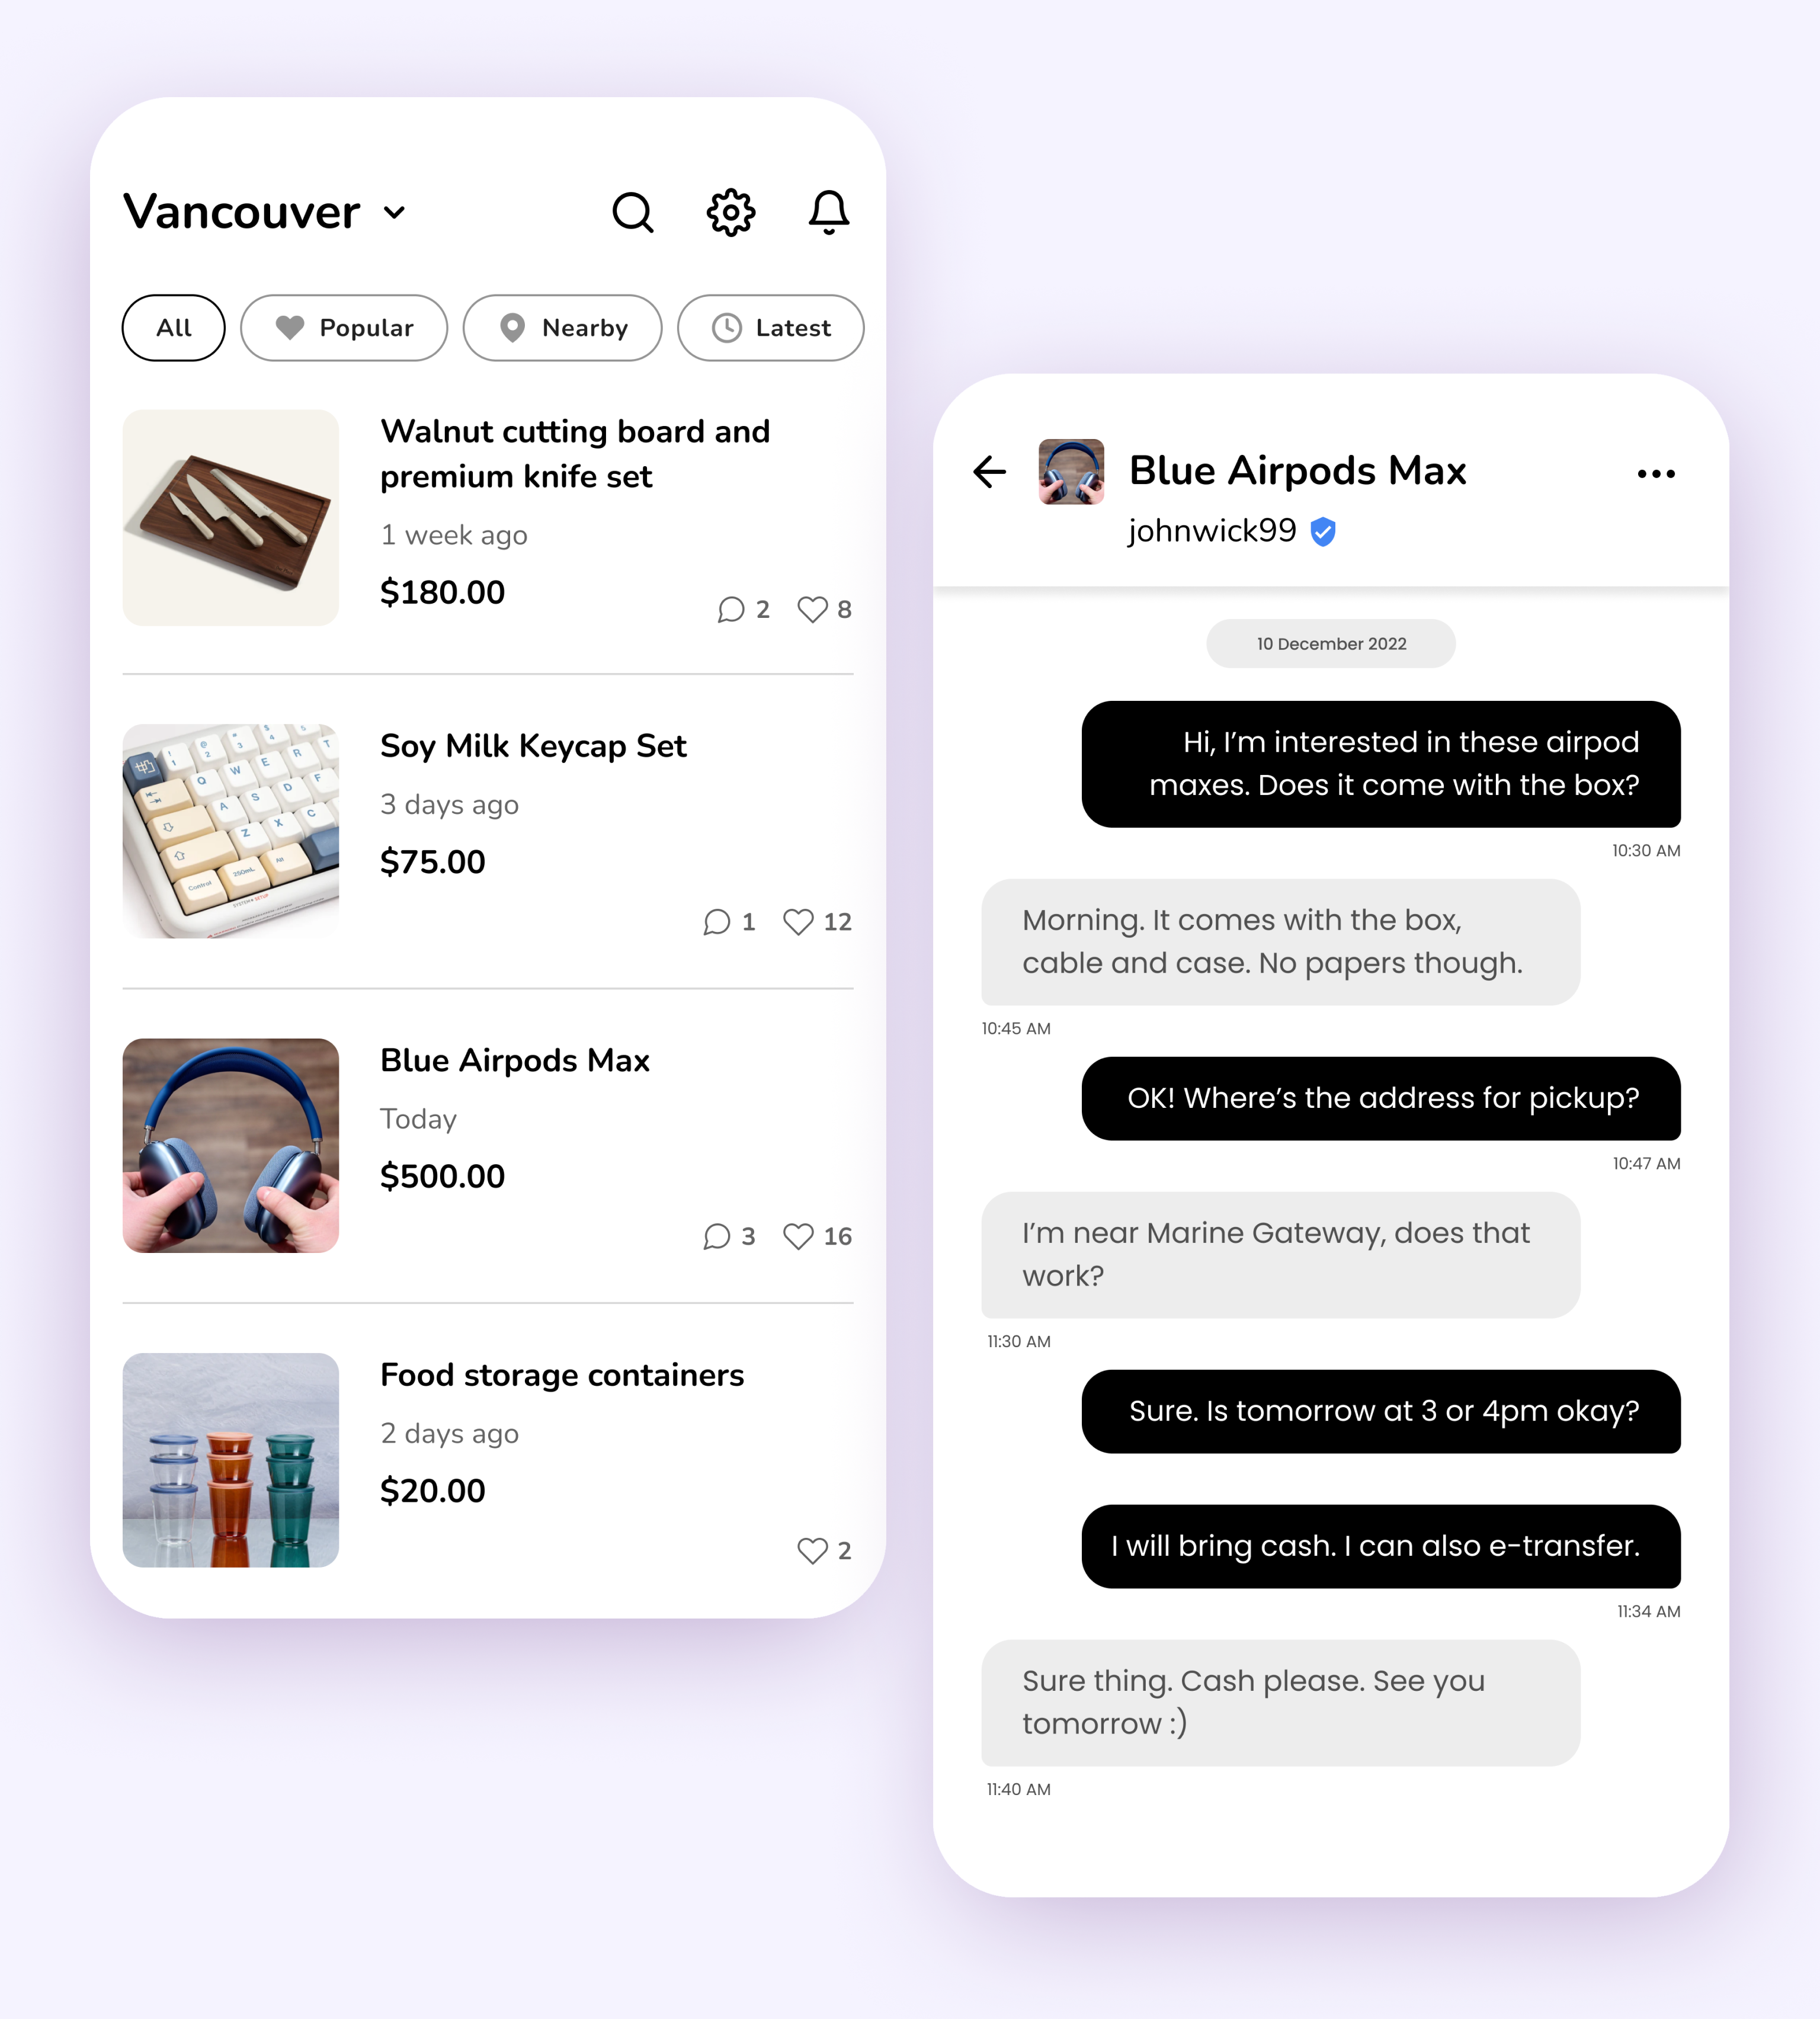 Vancouver
All
Popular
Nearby
Latest
Walnut cutting board and
premium knife set
1 week ago
$180.00
2
8
Soy Milk Keycap Set
3 days ago
$75.00
1
12
Blue Airpods Max
Today
$500.00
3
16
Food storage containers
2 days ago
$20.00
2
Blue Airpods Max
johnwick99
10 December 2022
Hi, I’m interested in these airpod
maxes. Does it come with the box?
10:30 AM
Morning. It comes with the box,
cable and case. No papers though.
10:45 AM
OK! Where’s the address for pickup?
10:47 AM
I’m near Marine Gateway, does that
work?
11:30 AM
Sure. Is tomorrow at 3 or 4pm okay?
I will bring cash. I can also e-transfer.
11:34 AM
Sure thing. Cash please. See you
tomorrow :)
11:40 AM